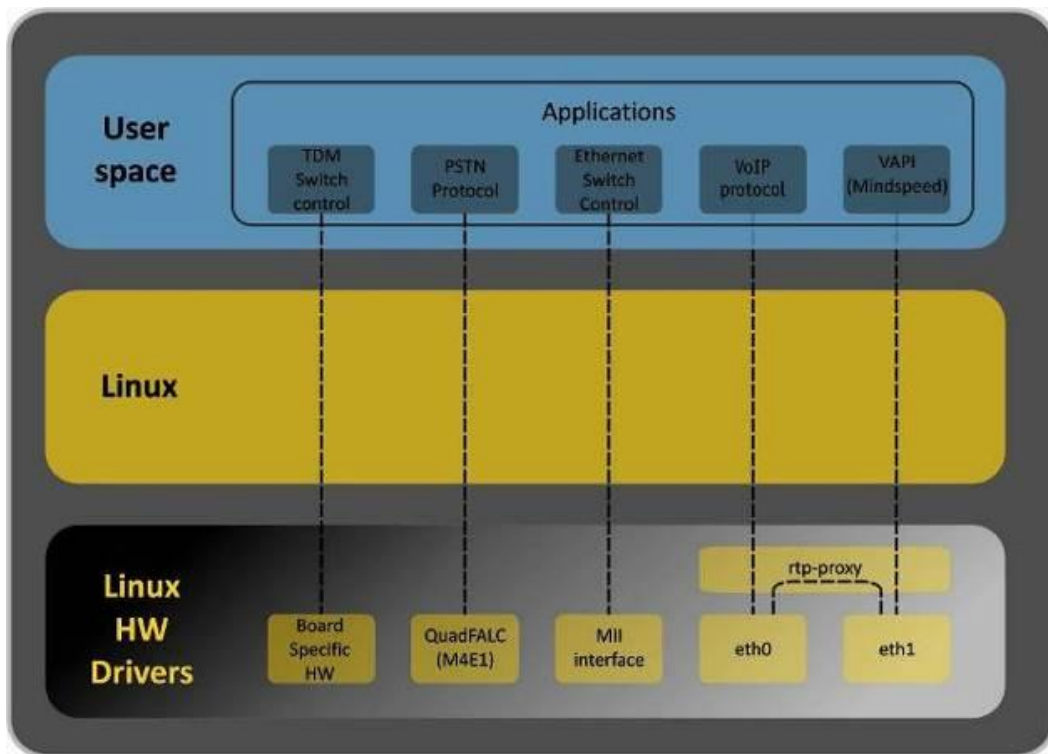 User
space
Applications
TDM
Switch
control
PSTN
Protocol
Ethernet
Switch
Control
VoIP
protocol
VAPI
(Mindspeed)
Linux
Linux
HW
Drivers
rtp-proxy
Board
Specific
HW
QuadFALC
(M4E1)
MII
interface
eth0
eth1